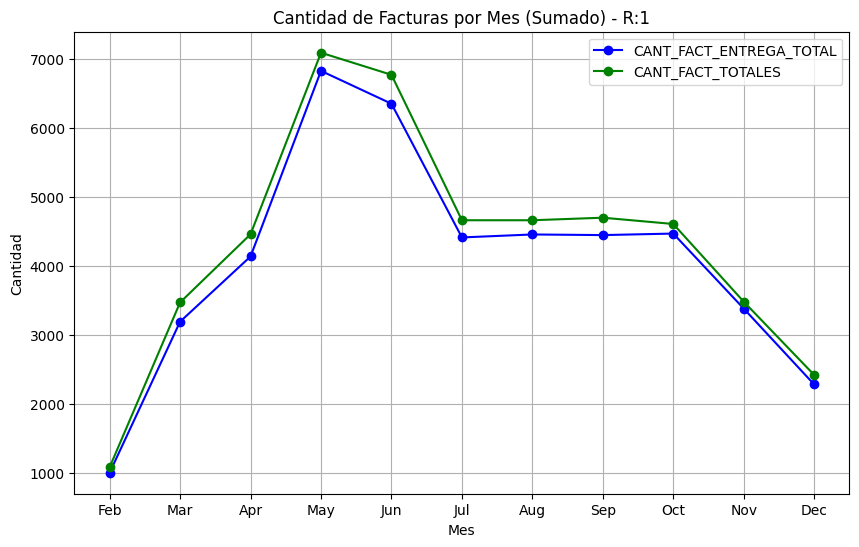 Cantidad de Facturas por Mes (Sumado) - R:1
CANT_FACT_ENTREGA_TOTAL
CANT_FACT_TOTALES
7000
6000
5000
4000
3000
2000
1000
Cantidad
Feb Mar Apr May Jun Jul Aug Sep Oct Nov Dec
Mes